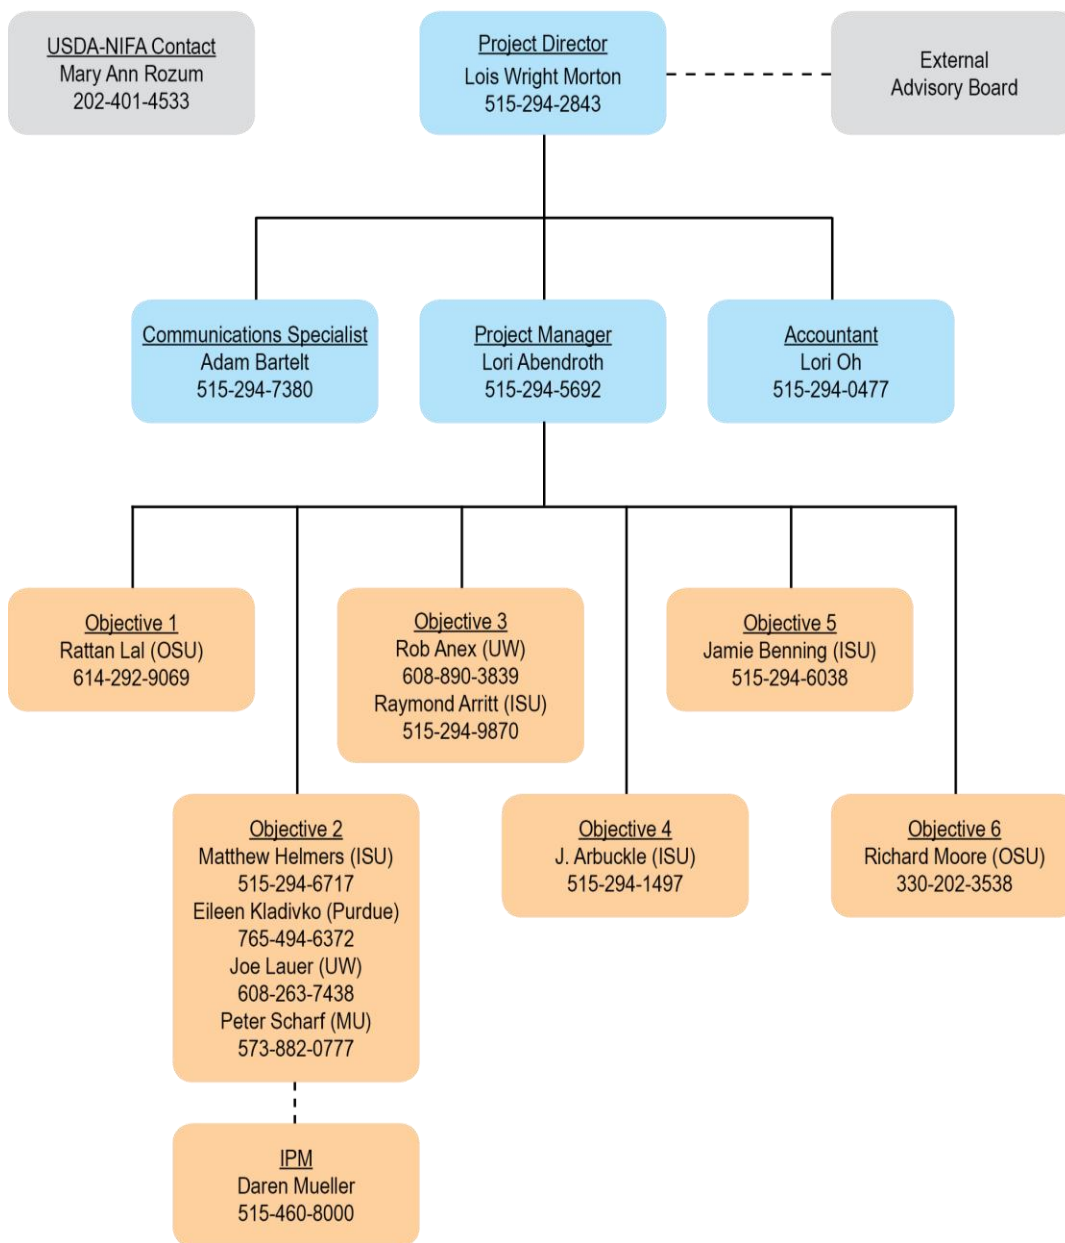 USDA-NIFA Contact
Mary Ann Rozum
202-401-4533
Project Director
Lois Wright Morton
515-294-2843
External
Advisory Board
Communications Specialist
Adam Bartelt
515-294-7380
Project Manager
Lori Abendroth
515-294-5692
Accountant
Lori Oh
515-294-0477
Objective 1
Rattan Lal (OSU)
614-292-9069
Objective 3
Rob Anex (UW)
608-890-3839
Raymond Arritt (ISU)
515-294-9870
Objective 5
Jamie Benning (ISU)
515-294-6038
Objective 2
Matthew Helmers (ISU)
515-294-6717
Eileen Kladivko (Purdue)
765-494-6372
Joe Lauer (UW)
608-263-7438
Peter Scharf (MU)
573-882-0777
Objective 4
J. Arbuckle (ISU)
515-294-1497
Objective 6
Richard Moore (OSU)
330-202-3538
IPM
Daren Mueller
515-460-8000